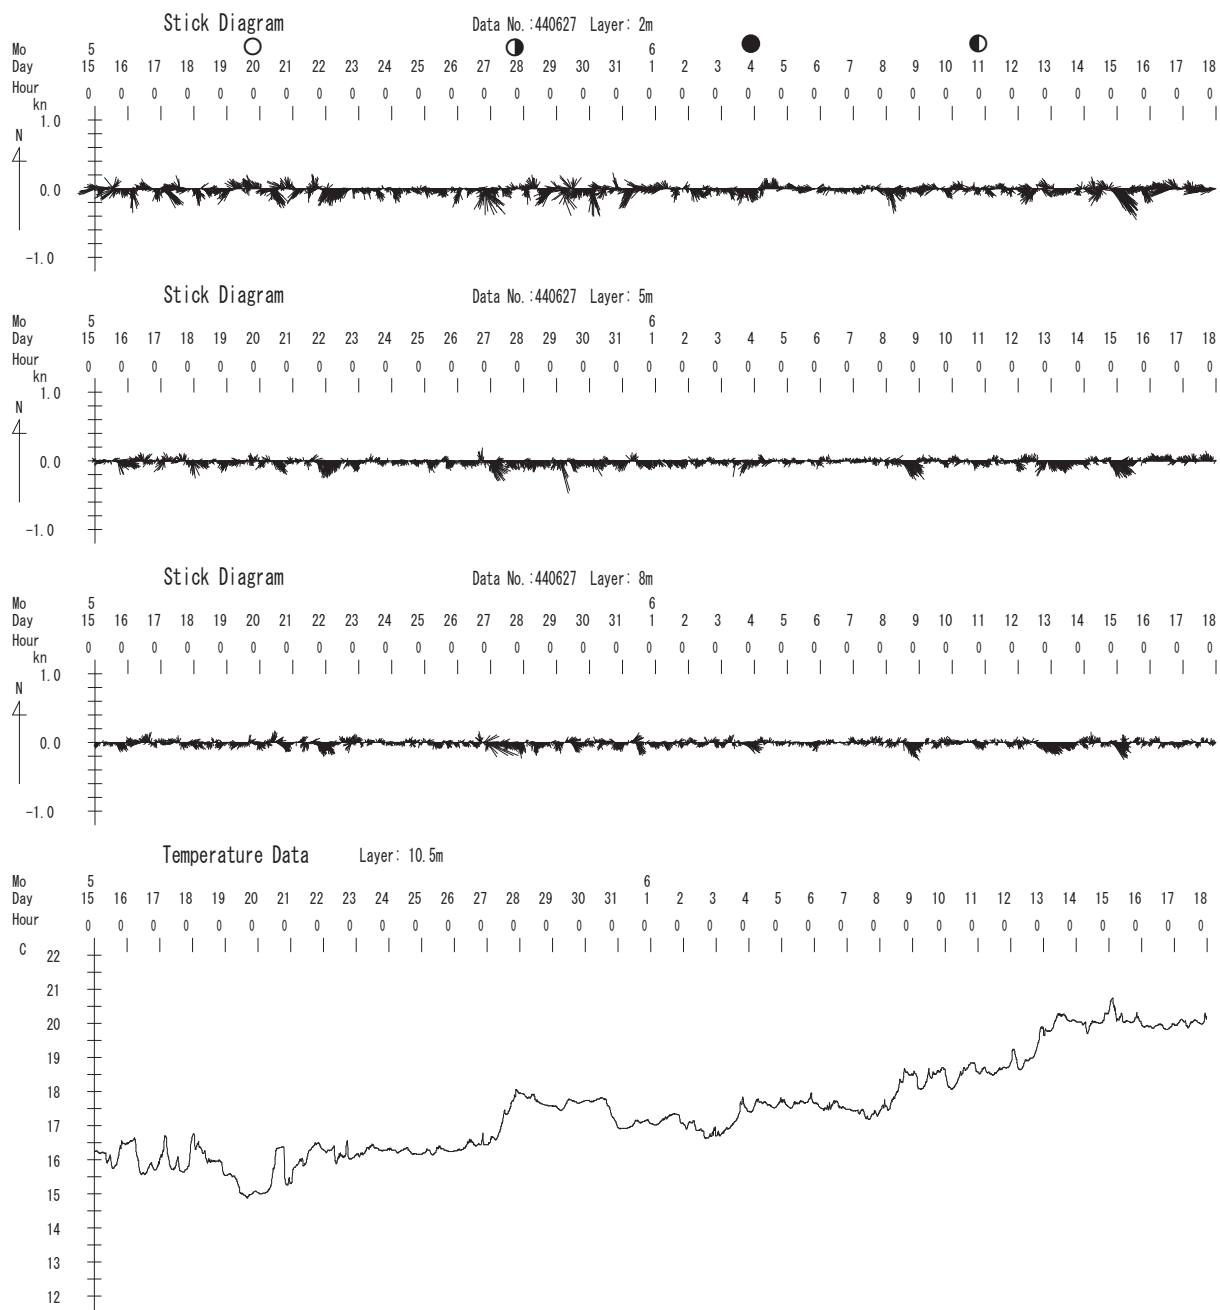 Stick Diagram Data No.:440627 Layer: 2m
Mo 5 6
Day 15 16 17 18 19 20 21 22 23 24 25 26 27 28 29 30 31 1 2 3 4 5 6 7 8 9 10 11 12 13 14 15 16 17 18
Hour 0 0 0 0 0 0 0 0 0 0 0 0 0 0 0 0 0 0 0 0 0 0 0 0 0 0 0 0 0 0 0 0 0 0 0
kn
1.0
N
0.0
-1.0
Stick Diagram Data No.:440627 Layer: 5m
Mo 5 6
Day 15 16 17 18 19 20 21 22 23 24 25 26 27 28 29 30 31 1 2 3 4 5 6 7 8 9 10 11 12 13 14 15 16 17 18
Hour 0 0 0 0 0 0 0 0 0 0 0 0 0 0 0 0 0 0 0 0 0 0 0 0 0 0 0 0 0 0 0 0 0 0 0
kn
1.0
N
0.0
-1.0
Stick Diagram Data No.:440627 Layer: 8m
Mo 5 6
Day 15 16 17 18 19 20 21 22 23 24 25 26 27 28 29 30 31 1 2 3 4 5 6 7 8 9 10 11 12 13 14 15 16 17 18
Hour 0 0 0 0 0 0 0 0 0 0 0 0 0 0 0 0 0 0 0 0 0 0 0 0 0 0 0 0 0 0 0 0 0 0 0
kn
1.0
N
0.0
-1.0
Temperature Data Layer: 10.5m
Mo 5 6
Day 15 16 17 18 19 20 21 22 23 24 25 26 27 28 29 30 31 1 2 3 4 5 6 7 8 9 10 11 12 13 14 15 16 17 18
Hour 0 0 0 0 0 0 0 0 0 0 0 0 0 0 0 0 0 0 0 0 0 0 0 0 0 0 0 0 0 0 0 0 0 0 0
C
22
21
20
19
18
17
16
15
14
13
12